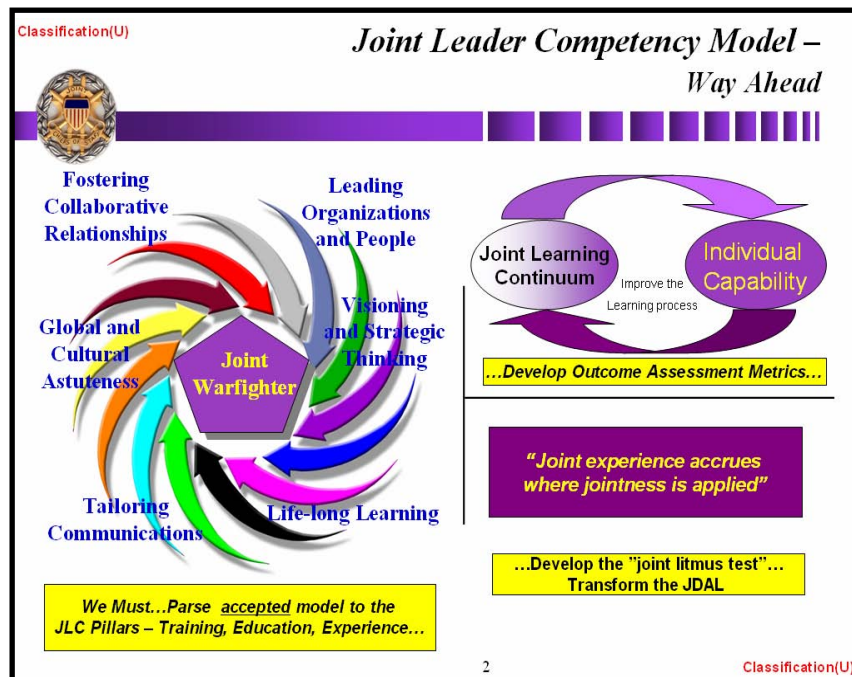 Classification(U)
Joint Leader Competency Model –
Way Ahead
Fostering
Collaborative
Relationships
Leading
Organizations
and People
Global and
Cultural
Astuteness
Visioning
and Strategic
Thinking
Joint
Warfighter
Tailoring
Communications
Life-long Learning
We Must…Parse accepted model to the
JLC Pillars – Training, Education, Experience…
Joint Learning
Continuum
Improve the
Learning process
Individual
Capability
…Develop Outcome Assessment Metrics…
“Joint experience accrues
where jointness is applied”
…Develop the ”joint litmus test”…
Transform the JDAL
2
Classification(U)